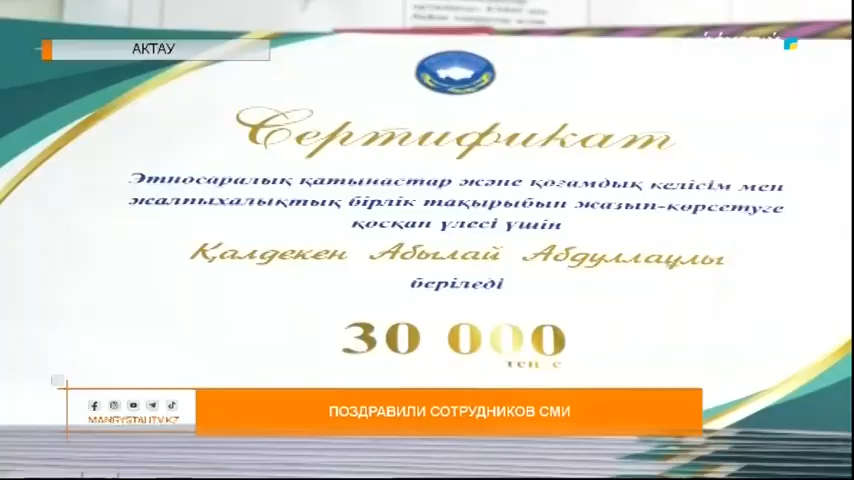 АКТАУ
Сертификат
Этносаралық қатынастар және қоғамдық келісім мен
жалпыхалықтық бірлік тақырыбын жазып-көрсетуге
қосқан үлесі үшін
Қалдекен Абылай Абдуллаұлы
беріледі
30 000
теңге
ПОЗДРАВИЛИ СОТРУДНИКОВ СМИ
MANGYSTAUTV.KZ